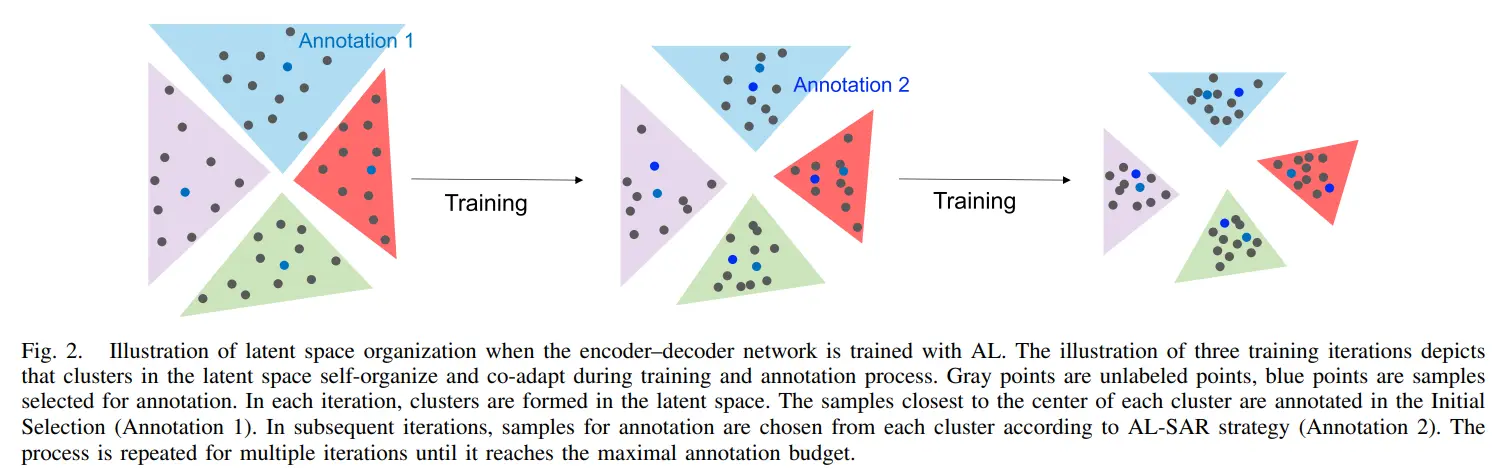 Annotation 1
Annotation 2
Training
Training
Fig. 2. Illustration of latent space organization when the encoder–decoder network is trained with AL. The illustration of three training iterations depicts
that clusters in the latent space self-organize and co-adapt during training and annotation process. Gray points are unlabeled points, blue points are samples
selected for annotation. In each iteration, clusters are formed in the latent space. The samples closest to the center of each cluster are annotated in the Initial
Selection (Annotation 1). In subsequent iterations, samples for annotation are chosen from each cluster according to AL-SAR strategy (Annotation 2). The
process is repeated for multiple iterations until it reaches the maximal annotation budget.